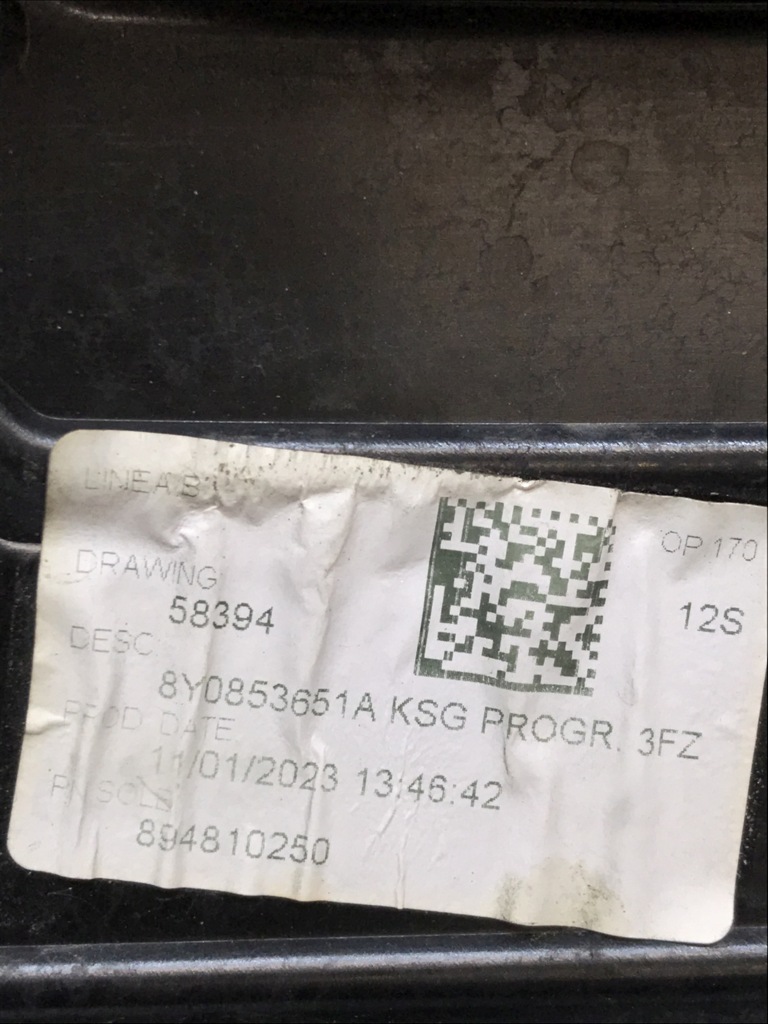 LINEA B
OP.170
DRAWING
58394
12S
DESC
8Y0853651A KSG PROGR. 3FZ
PROD DATE
11/01/2023 13:46:42
PN SOLD
894810250